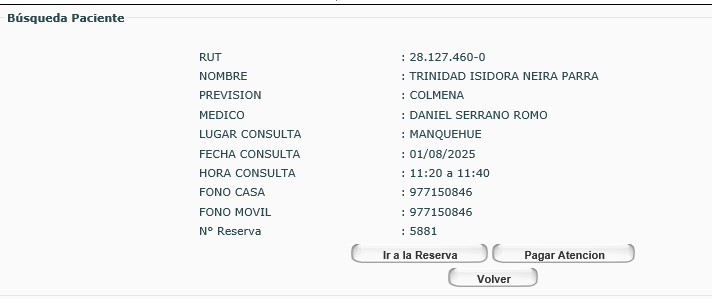 Búsqueda Paciente
RUT : 28.127.460-0
NOMBRE : TRINIDAD ISIDORA NEIRA PARRA
PREVISION : COLMENA
MEDICO : DANIEL SERRANO ROMO
LUGAR CONSULTA : MANQUEHUE
FECHA CONSULTA : 01/08/2025
HORA CONSULTA : 11:20 a 11:40
FONO CASA : 977150846
FONO MOVIL : 977150846
N° Reserva : 5881
Ir a la Reserva Pagar Atencion
Volver